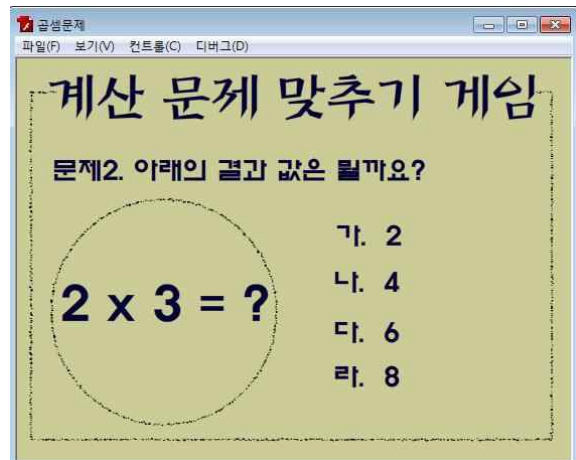 곱셈문제
파일(F) 보기(V) 컨트롤(C) 디버그(D)
계산 문제 맞추기 게임
문제2. 아래의 결과 값은 뭘까요?
2 x 3 = ?
가. 2
나. 4
다. 6
라. 8